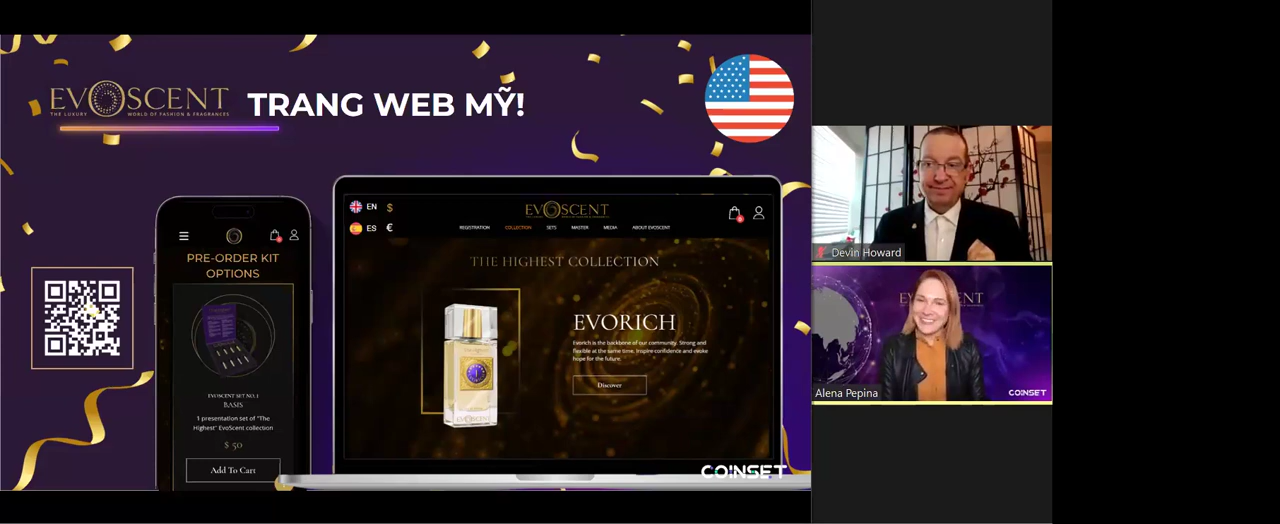 EVOSCENT
THE LUXURY WORLD OF FASHION & FRAGRANCES
TRANG WEB MỸ!
PRE-ORDER KIT
OPTIONS
EVOSCENT SET NO. 1
BASIS
1 presentation set of "The
Highest" EvoScent collection
$ 50
Add To Cart
EN $
ES €
EVOSCENT
REGISTRATION COLLECTION SETS MASTER MEDIA ABOUT EVOSCENT
THE HIGHEST COLLECTION
EVORICH
Evorich is the backbone of our community. Strong and
flexible at the same time. Inspire confidence and evoke
hope for the future.
Discover
EVOSCENT
COINSET
Devin Howard
EVOSCENT
Alena Pepina
COINSET